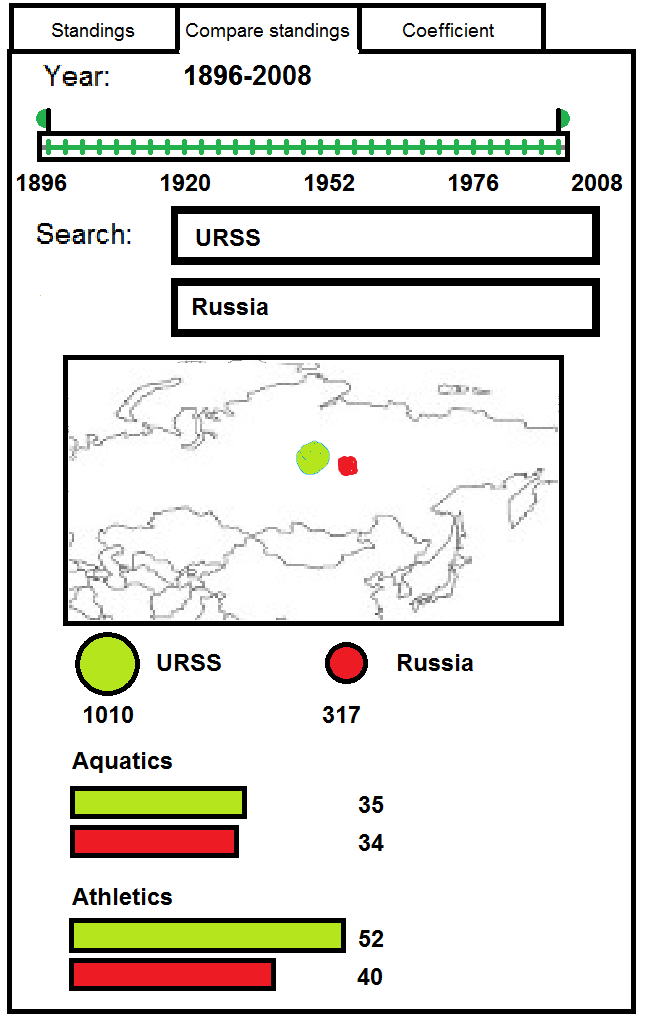 Standings Compare standings Coefficient
Year: 1896-2008
1896 1920 1952 1976 2008
Search: URSS
Russia
URSS Russia
1010 317
Aquatics
35
34
Athletics
52
40